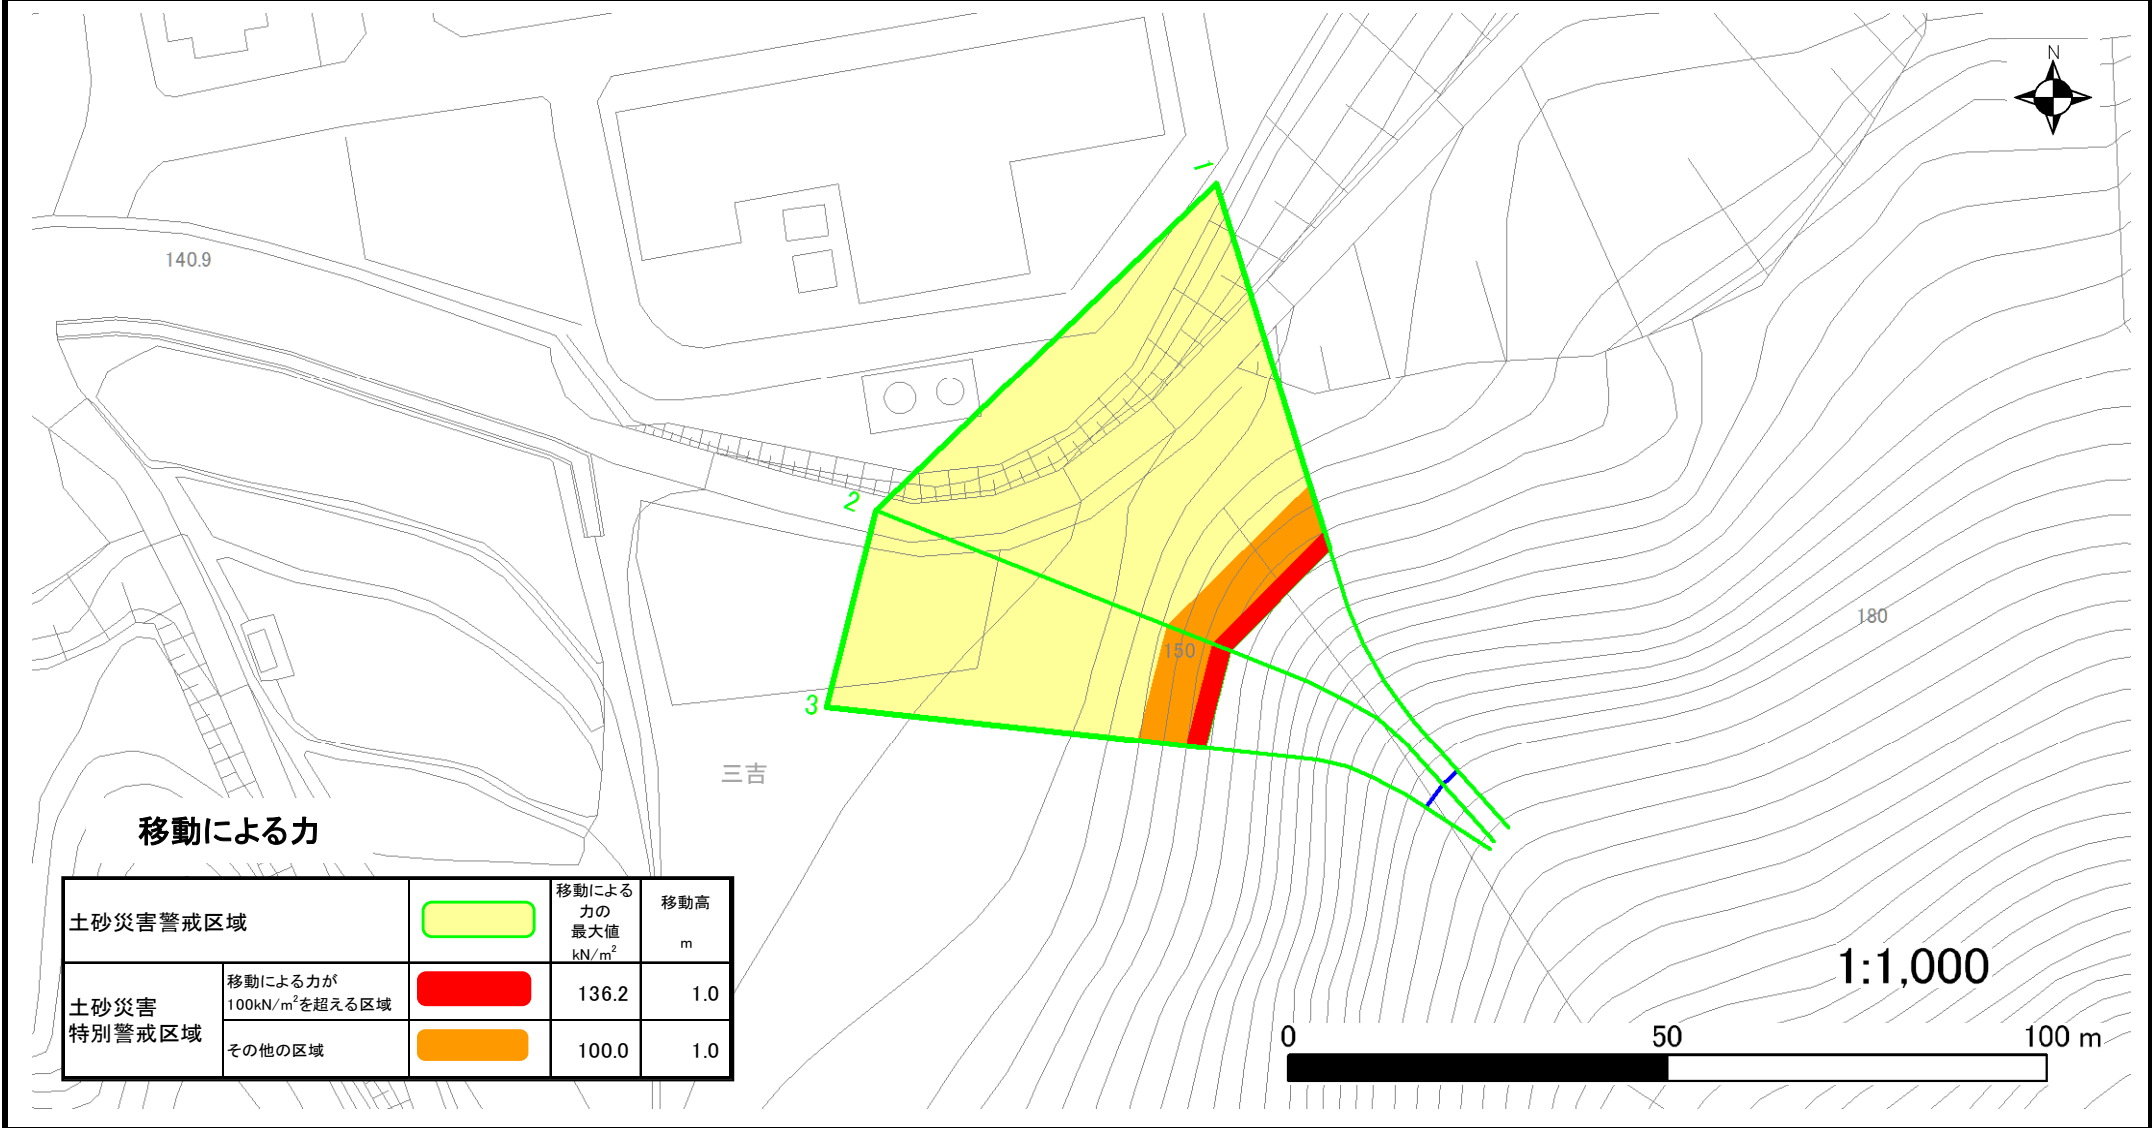 N
1
140.9
2
150
180
3
三吉
移動による力
土砂災害警戒区域
移動による
力の
最大値
kN/m²
移動高
m
土砂災害
特別警戒区域
移動による力が
100kN/m²を超える区域
136.2
1.0
その他の区域
100.0
1.0
1:1,000
0
50
100 m